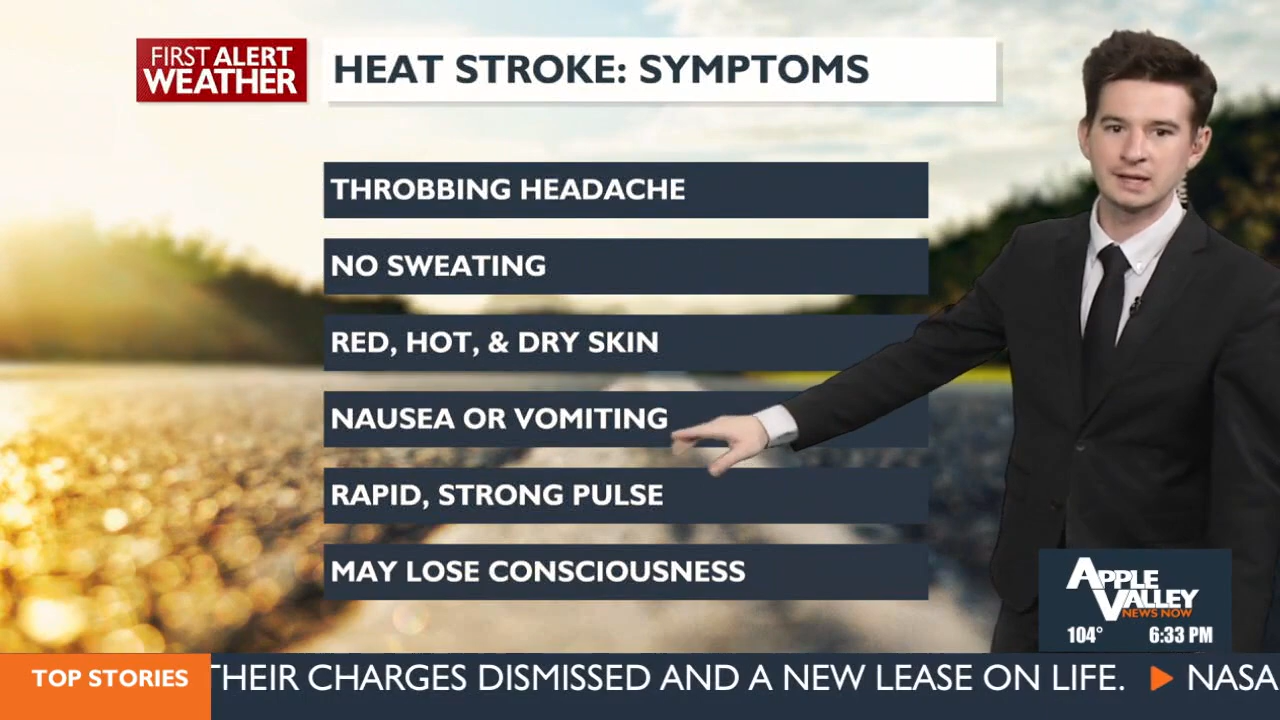 FIRST ALERT
WEATHER
HEAT STROKE: SYMPTOMS
THROBBING HEADACHE
NO SWEATING
RED, HOT, & DRY SKIN
NAUSEA OR VOMITING
RAPID, STRONG PULSE
MAY LOSE CONSCIOUSNESS
APPLE
VALLEY
NEWS NOW
104° 6:33 PM
TOP STORIES
THEIR CHARGES DISMISSED AND A NEW LEASE ON LIFE. NASA